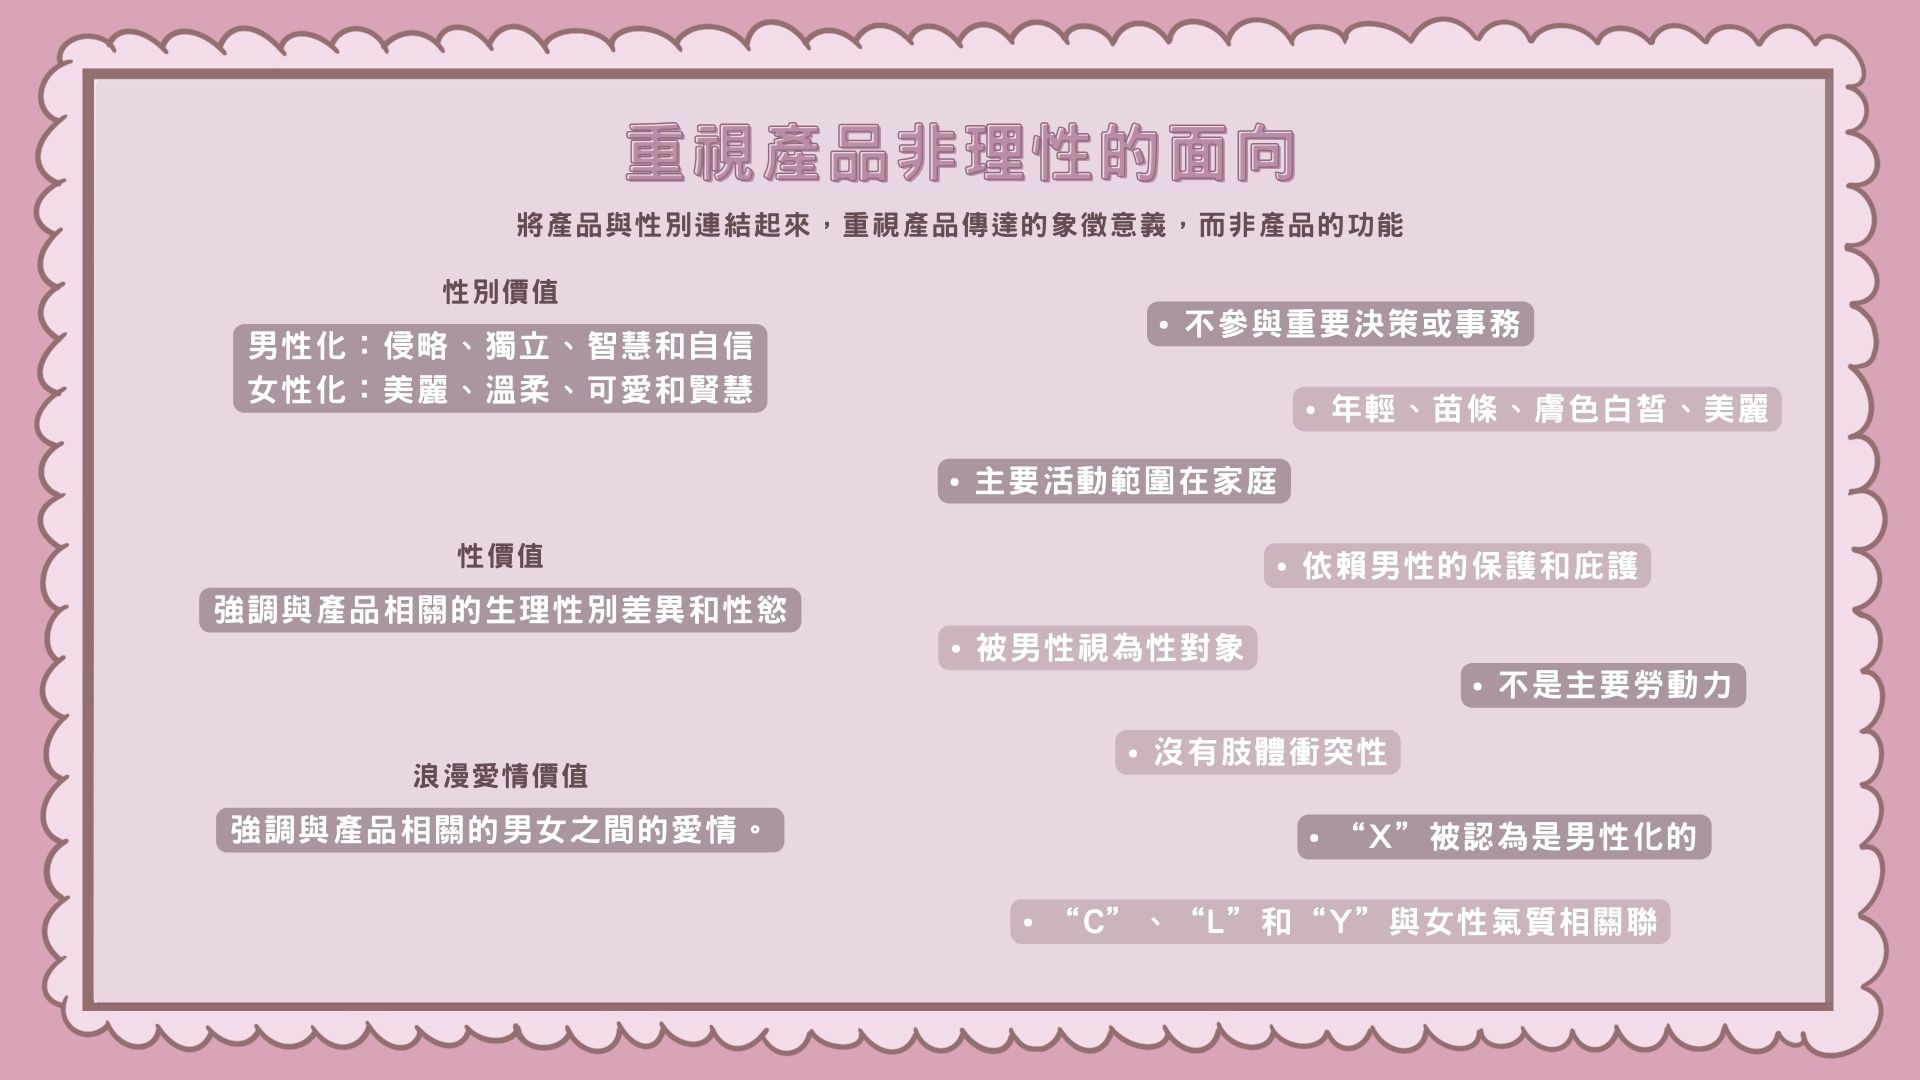 重視產品非理性的面向
將產品與性別連結起來，重視產品傳達的象徵意義，而非產品的功能
性別價值
男性化：侵略、獨立、智慧和自信
女性化：美麗、溫柔、可愛和賢慧
性價值
強調與產品相關的生理性別差異和性慾
浪漫愛情價值
強調與產品相關的男女之間的愛情。
• 不參與重要決策或事務
• 年輕、苗條、膚色白皙、美麗
• 主要活動範圍在家庭
• 依賴男性的保護和庇護
• 被男性視為性對象
• 不是主要勞動力
• 沒有肢體衝突性
• “X”被認為是男性化的
• “C”、“L”和“Y”與女性氣質相關聯